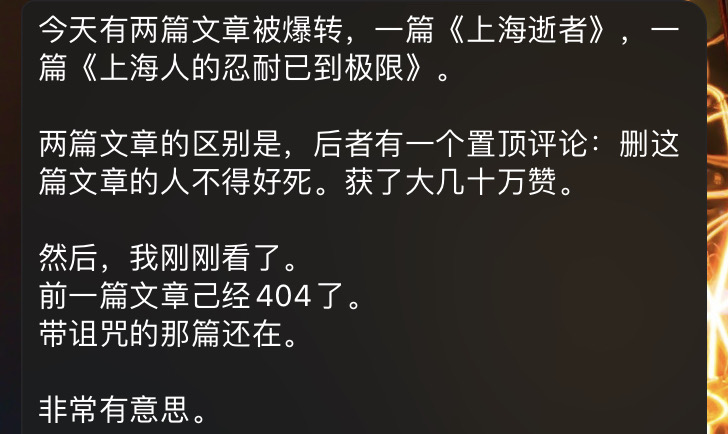 今天有两篇文章被爆转，一篇《上海逝者》，一
篇《上海人的忍耐已到极限》。
两篇文章的区别是，后者有一个置顶评论：删这
篇文章的人不得好死。获了大几十万赞。
然后，我刚刚看了。
前一篇文章己经404了。
带诅咒的那篇还在。
非常有意思。